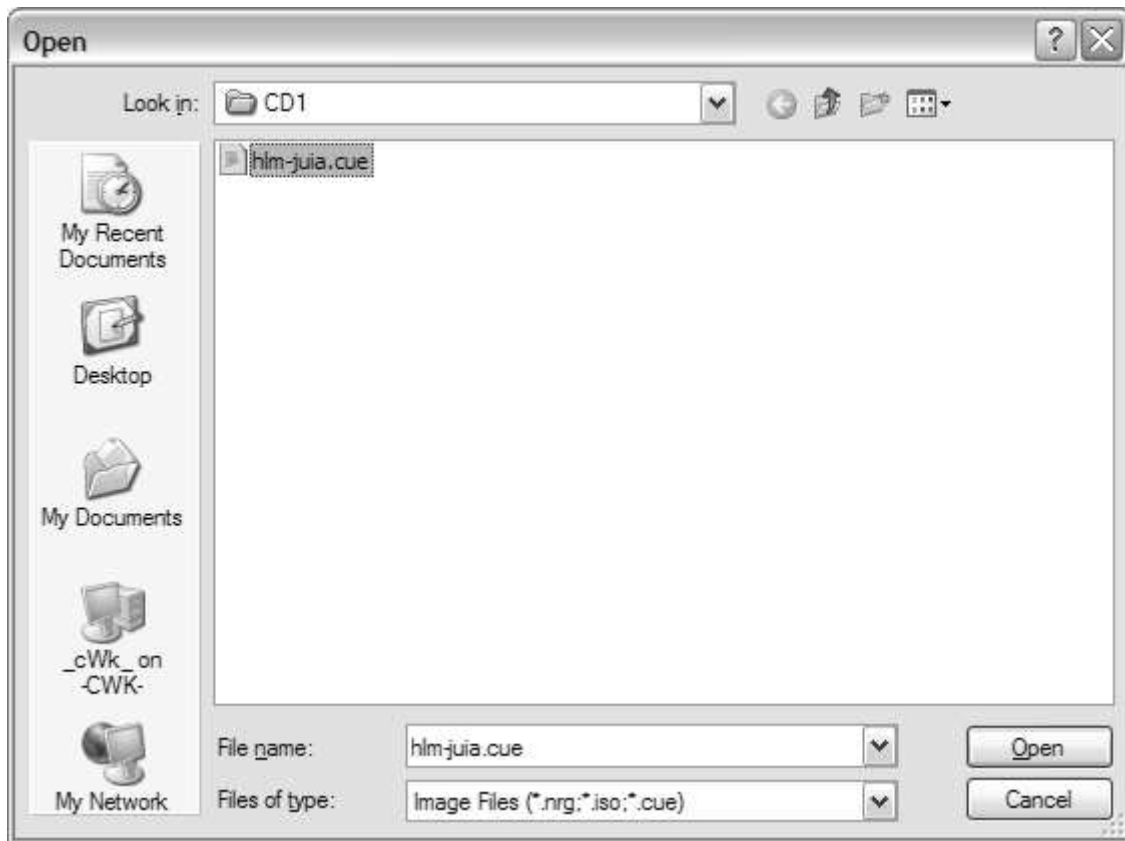 Open
Look in:
CD1
hlm-juia.cue
My Recent
Documents
Desktop
My Documents
_cWk_ on
-CWK-
My Network
File name:
hlm-juia.cue
Open
Files of type:
Image Files (*.nrg;*.iso;*.cue)
Cancel